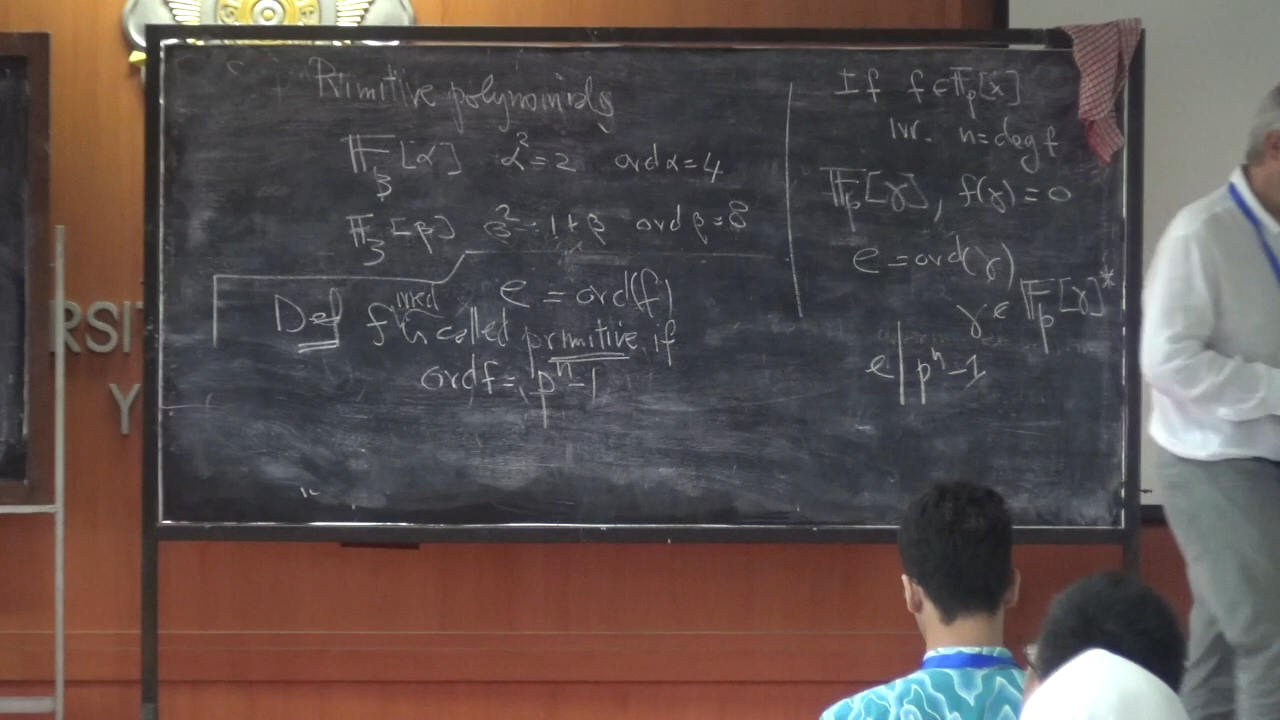 Primitive polynomials
𝔽₃[α] α² = 2 ord α = 4
𝔽₃[β] β² = 1 + β ord β = 8
e = ord(f)
Def f irred is called primitive if
ord f = pⁿ - 1
If f ∈ 𝔽ₚ[x]
irr. n = deg f
𝔽ₚ[γ], f(γ) = 0
e = ord(γ)
γ ∈ 𝔽ₚ[γ]*
e | pⁿ - 1
RSIT
Y